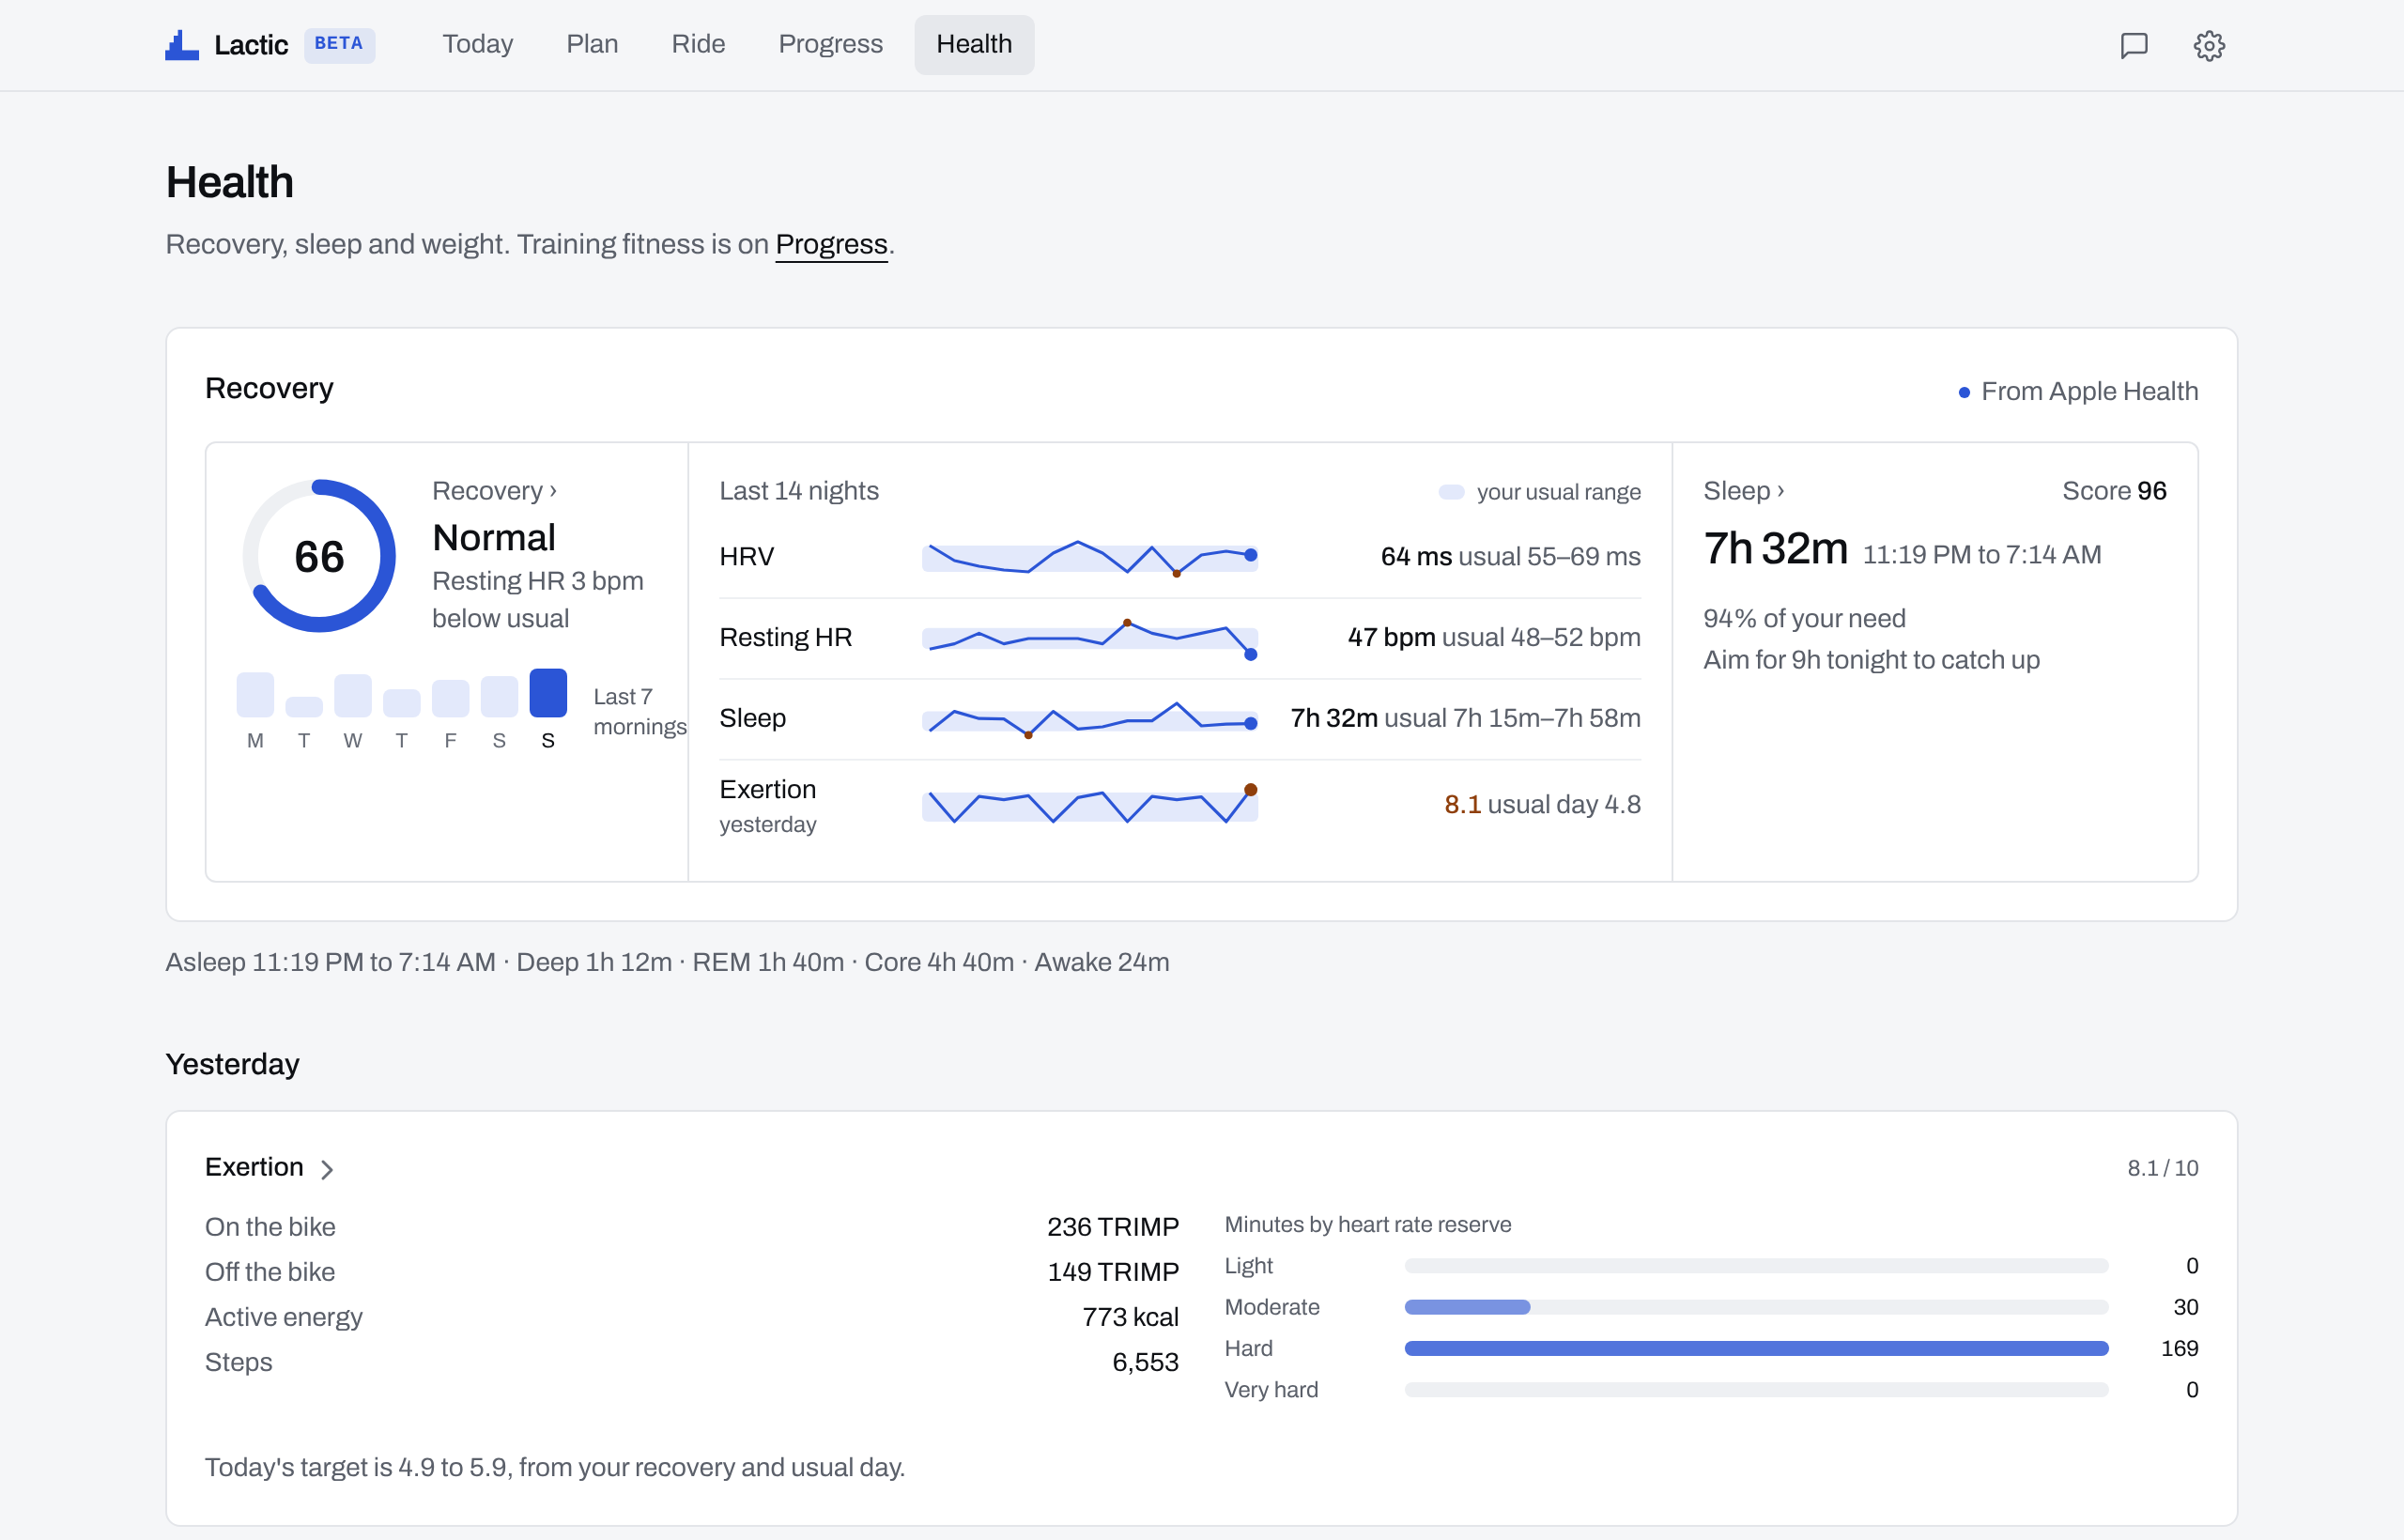 Lactic BETA Today Plan Ride Progress Health
Health
Recovery, sleep and weight. Training fitness is on Progress.
Recovery
From Apple Health
66
Recovery ›
Normal
Resting HR 3 bpm
below usual
M T W T F S S
Last 7
mornings
Last 14 nights
your usual range
HRV
64 ms usual 55–69 ms
Resting HR
47 bpm usual 48–52 bpm
Sleep
7h 32m usual 7h 15m–7h 58m
Exertion
yesterday
8.1 usual day 4.8
Sleep ›
Score 96
7h 32m 11:19 PM to 7:14 AM
94% of your need
Aim for 9h tonight to catch up
Asleep 11:19 PM to 7:14 AM · Deep 1h 12m · REM 1h 40m · Core 4h 40m · Awake 24m
Yesterday
Exertion
8.1 / 10
On the bike 236 TRIMP
Off the bike 149 TRIMP
Active energy 773 kcal
Steps 6,553
Minutes by heart rate reserve
Light 0
Moderate 30
Hard 169
Very hard 0
Today's target is 4.9 to 5.9, from your recovery and usual day.